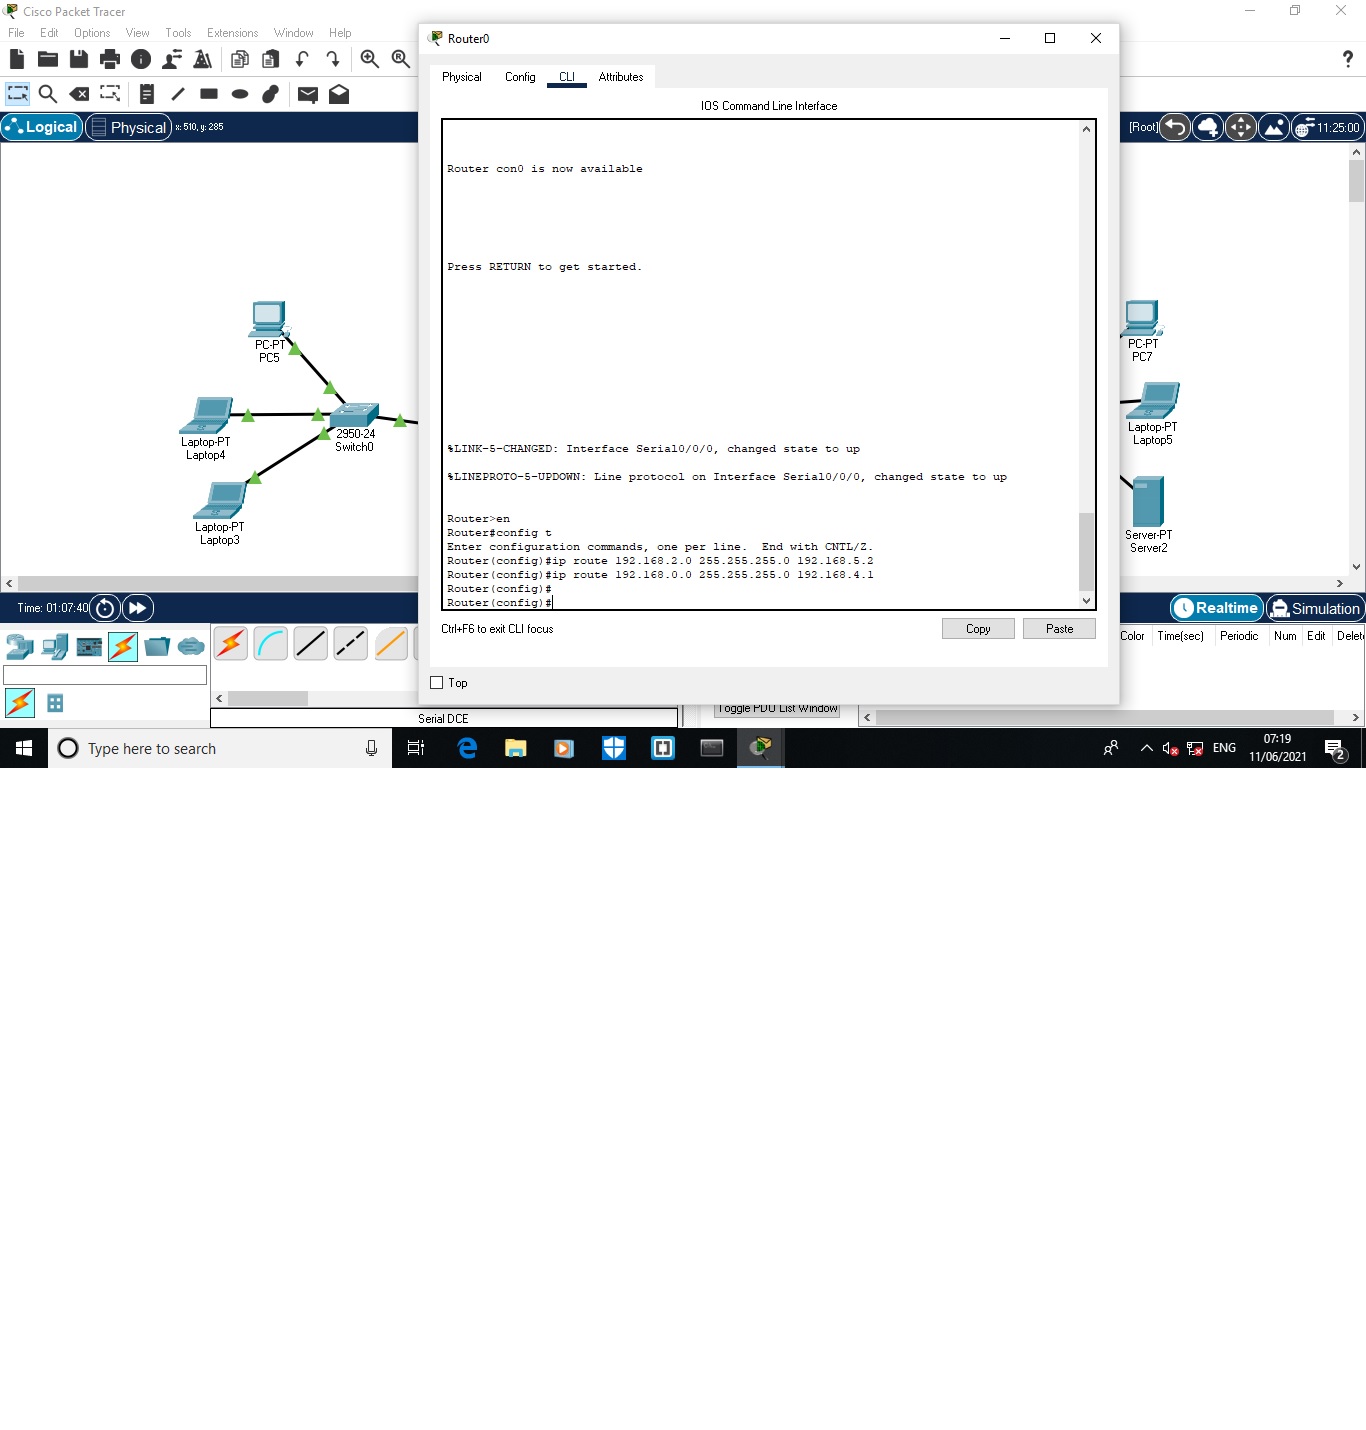 Cisco Packet Tracer
File Edit Options View Tools Extensions Window Help
Logical Physical x: 510, y: 285
[Root] 11:25:00
Router0
Physical Config CLI Attributes
IOS Command Line Interface
Router con0 is now available
Press RETURN to get started.
%LINK-5-CHANGED: Interface Serial0/0/0, changed state to up
%LINEPROTO-5-UPDOWN: Line protocol on Interface Serial0/0/0, changed state to up
Router>en
Router#config t
Enter configuration commands, one per line.  End with CNTL/Z.
Router(config)#ip route 192.168.2.0 255.255.255.0 192.168.5.2
Router(config)#ip route 192.168.0.0 255.255.255.0 192.168.4.1
Router(config)#
Router(config)#
Ctrl+F6 to exit CLI focus
Copy Paste
Top
PC-PT
PC5
Laptop-PT
Laptop4
2950-24
Switch0
Laptop-PT
Laptop3
PC-PT
PC7
Laptop-PT
Laptop5
Server-PT
Server2
Time: 01:07:40
Realtime Simulation
Color Time(sec) Periodic Num Edit Delet
Serial DCE
Toggle PDU List Window
Type here to search
ENG
07:19
11/06/2021
2